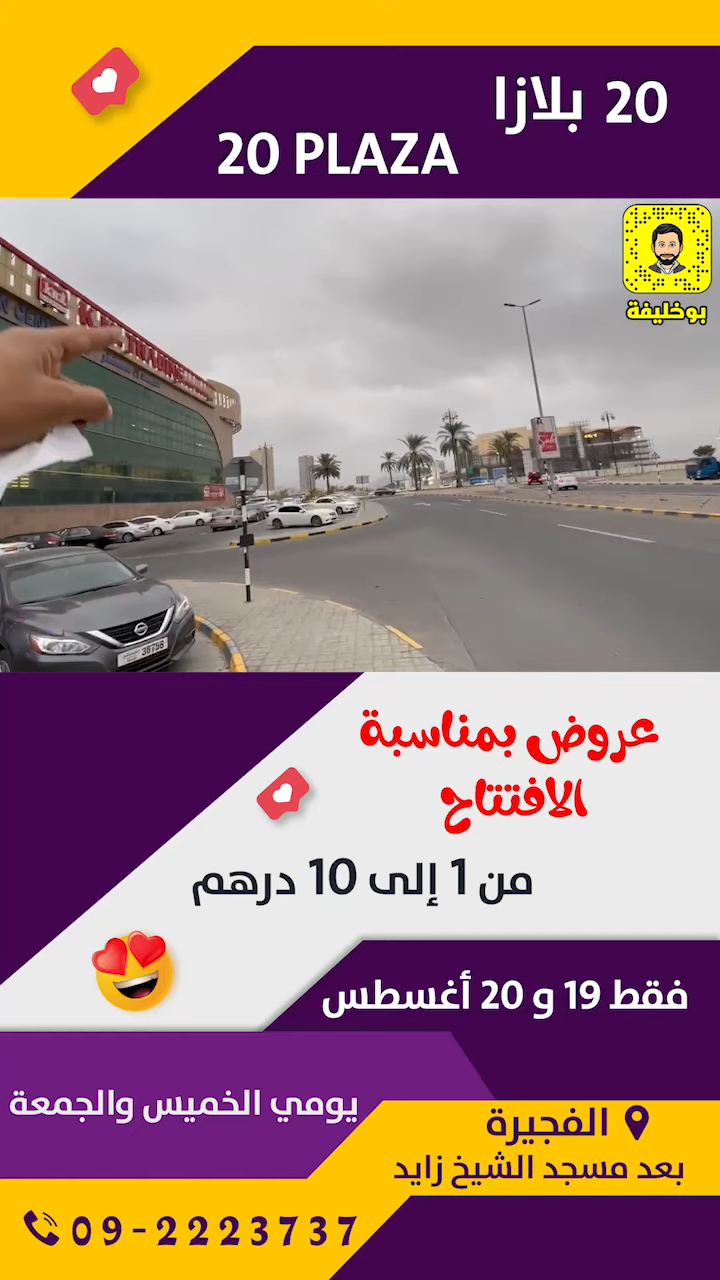 20 بلازا
20 PLAZA
بوخليفة
عروض بمناسبة
الافتتاح
من 1 إلى 10 درهم
فقط 19 و 20 أغسطس
يومي الخميس والجمعة
الفجيرة
بعد مسجد الشيخ زايد
09-2223737